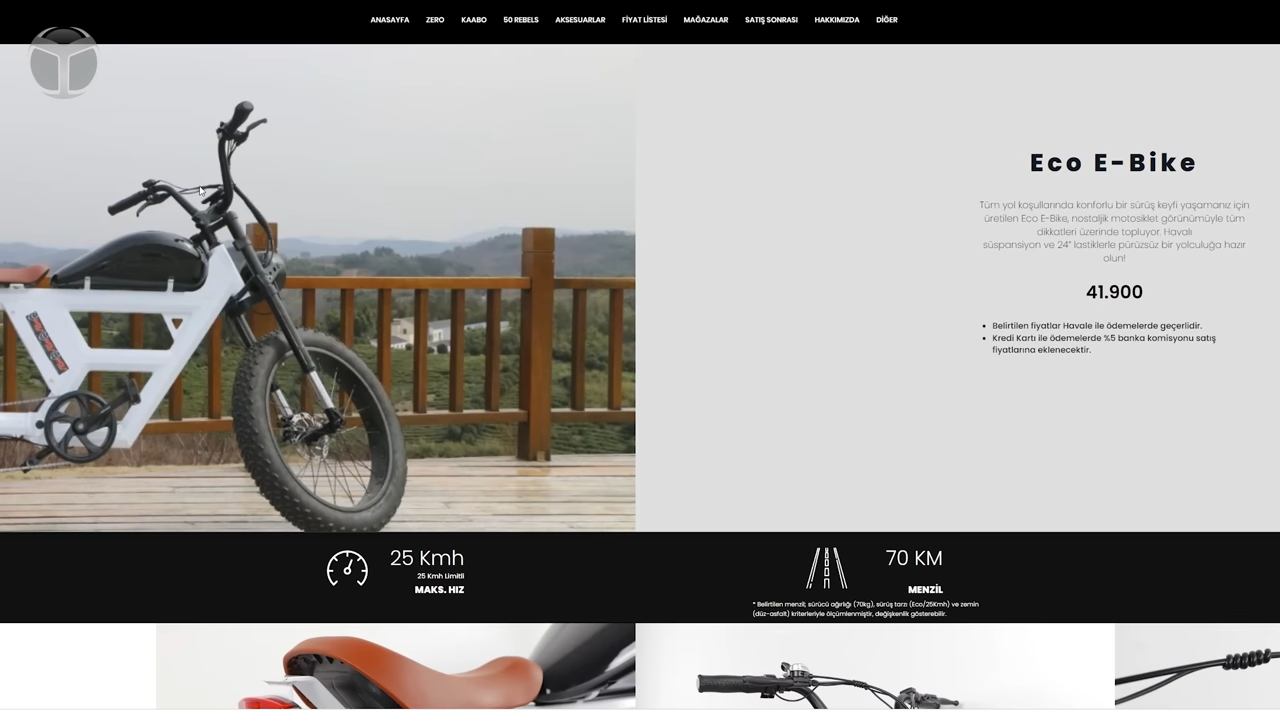 ANASAYFA ZERO KAABO 50 REBELS AKSESUARLAR FİYAT LİSTESİ MAĞAZALAR SATIŞ SONRASI HAKKIMIZDA DİĞER
Eco E-Bike
Tüm yol koşullarında konforlu bir sürüş keyfi yaşamanız için
üretilen Eco E-Bike, nostaljik motosiklet görünümüyle tüm
dikkatleri üzerinde topluyor. Havalı
süspansiyon ve 24" lastiklerle pürüzsüz bir yolculuğa hazır
olun!
41.900
• Belirtilen fiyatlar Havale ile ödemelerde geçerlidir.
• Kredi Kartı ile ödemelerde %5 banka komisyonu satış
fiyatlarına eklenecektir.
25 Kmh
25 Kmh Limitli
MAKS. HIZ
70 KM
MENZİL
* Belirtilen menzil; sürücü ağırlığı (70kg), sürüş tarzı (Eco/25Kmh) ve zemin
(düz-asfalt) kriterleriyle ölçümlenmiştir, değişkenlik gösterebilir.